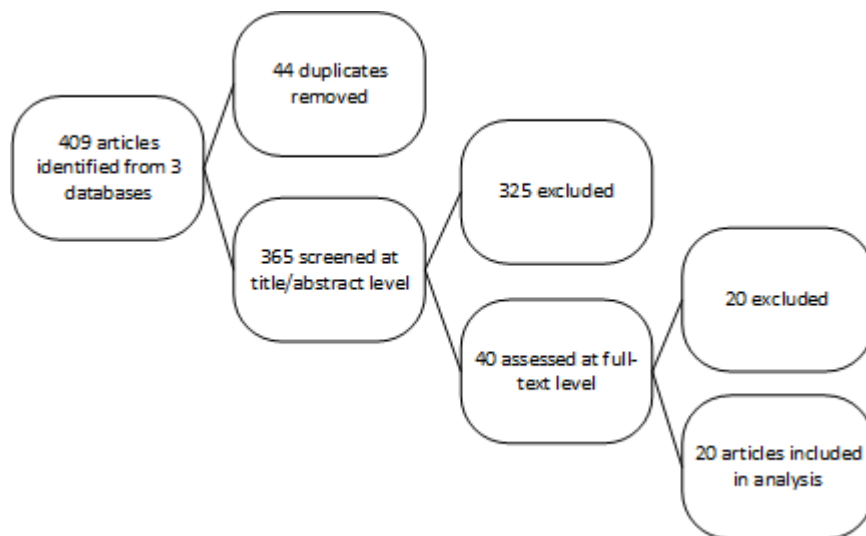 409 articles
identified from 3
databases
44 duplicates
removed
365 screened at
title/abstract level
325 excluded
40 assessed at full-
text level
20 excluded
20 articles included
in analysis